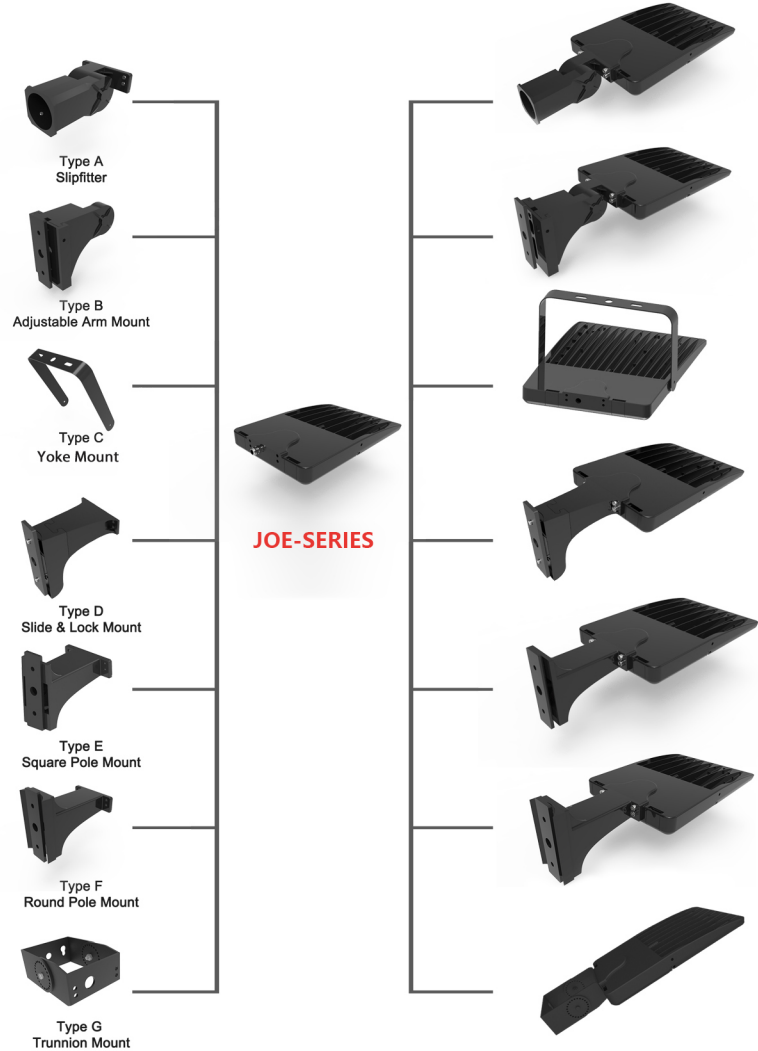 Type A
Slipfitter
Type B
Adjustable Arm Mount
Type C
Yoke Mount
JOE-SERIES
Type D
Slide & Lock Mount
Type E
Square Pole Mount
Type F
Round Pole Mount
Type G
Trunnion Mount